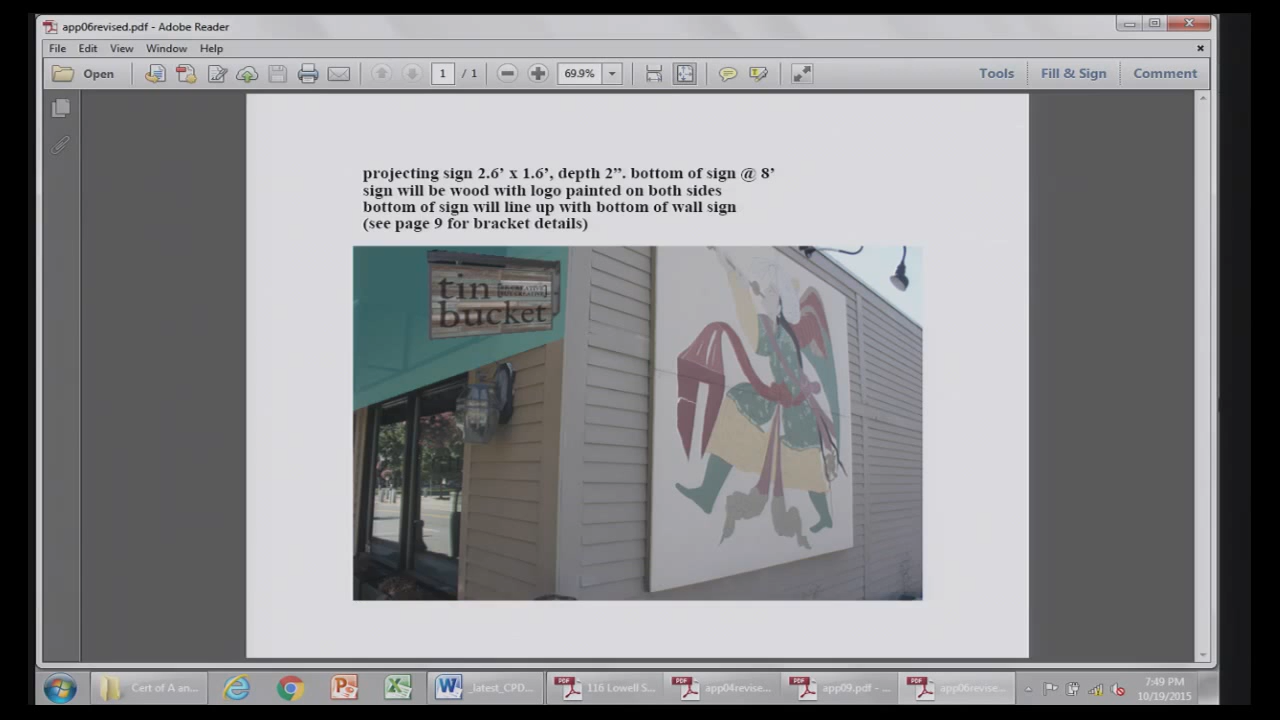 app06revised.pdf - Adobe Reader
File Edit View Window Help
Open
1 / 1
69.9%
Tools
Fill & Sign
Comment
projecting sign 2.6’ x 1.6’, depth 2”. bottom of sign @ 8’
sign will be wood with logo painted on both sides
bottom of sign will line up with bottom of wall sign
(see page 9 for bracket details)
tin
bucket
Cert of A an...
_latest_CPD...
116 Lowell S...
app04revise...
app09.pdf - ...
app06revise...
7:49 PM
10/19/2015